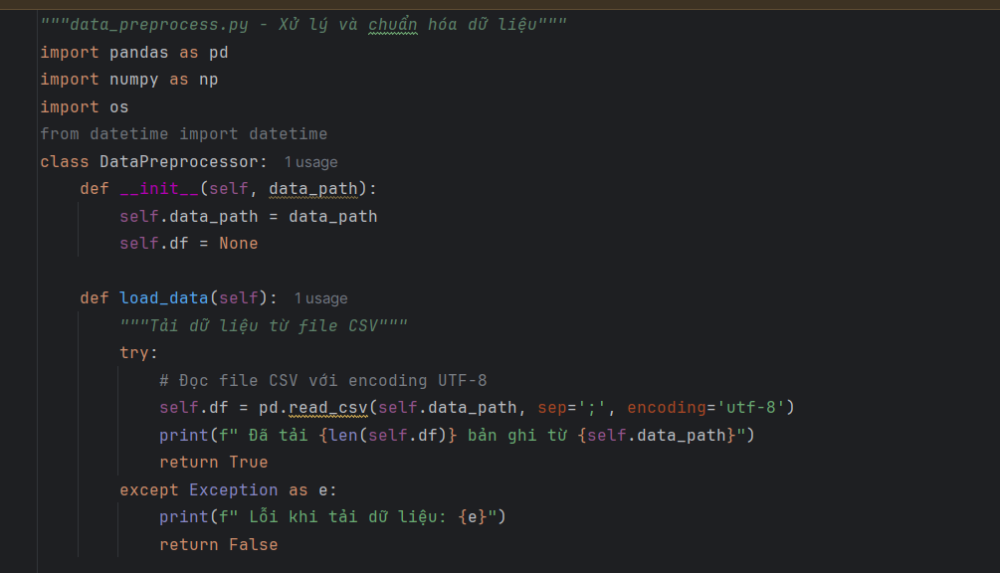 """data_preprocess.py - Xử lý và chuẩn hóa dữ liệu"""
import pandas as pd
import numpy as np
import os
from datetime import datetime
class DataPreprocessor:  1 usage
    def __init__(self, data_path):
        self.data_path = data_path
        self.df = None

    def load_data(self):  1 usage
        """Tải dữ liệu từ file CSV"""
        try:
            # Đọc file CSV với encoding UTF-8
            self.df = pd.read_csv(self.data_path, sep=';', encoding='utf-8')
            print(f" Đã tải {len(self.df)} bản ghi từ {self.data_path}")
            return True
        except Exception as e:
            print(f" Lỗi khi tải dữ liệu: {e}")
            return False